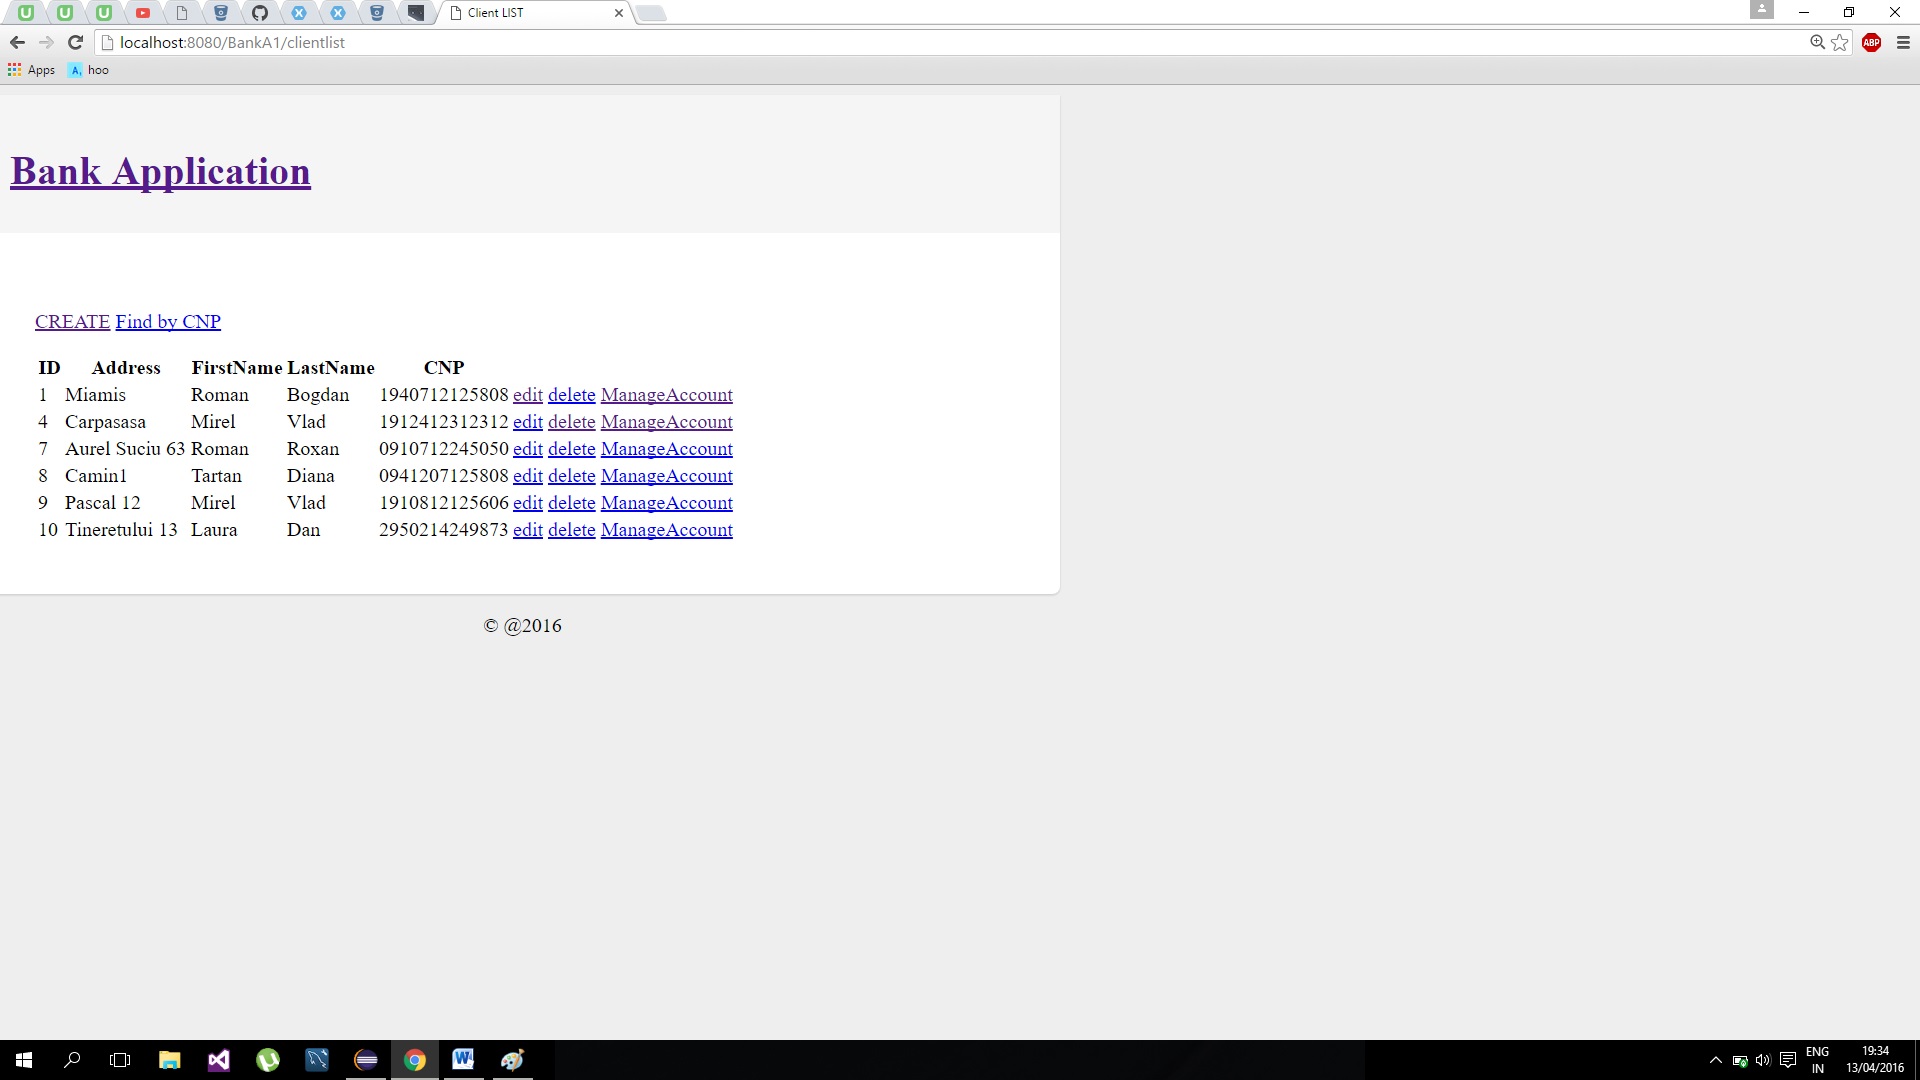 Client LIST
localhost:8080/BankA1/clientlist
ABP
Apps hoo
Bank Application
CREATE Find by CNP
ID Address FirstName LastName CNP
1 Miamis Roman Bogdan 1940712125808 edit delete ManageAccount
4 Carpasasa Mirel Vlad 1912412312312 edit delete ManageAccount
7 Aurel Suciu 63 Roman Roxan 0910712245050 edit delete ManageAccount
8 Camin1 Tartan Diana 0941207125808 edit delete ManageAccount
9 Pascal 12 Mirel Vlad 1910812125606 edit delete ManageAccount
10 Tineretului 13 Laura Dan 2950214249873 edit delete ManageAccount
© @2016
ENG 19:34
IN 13/04/2016